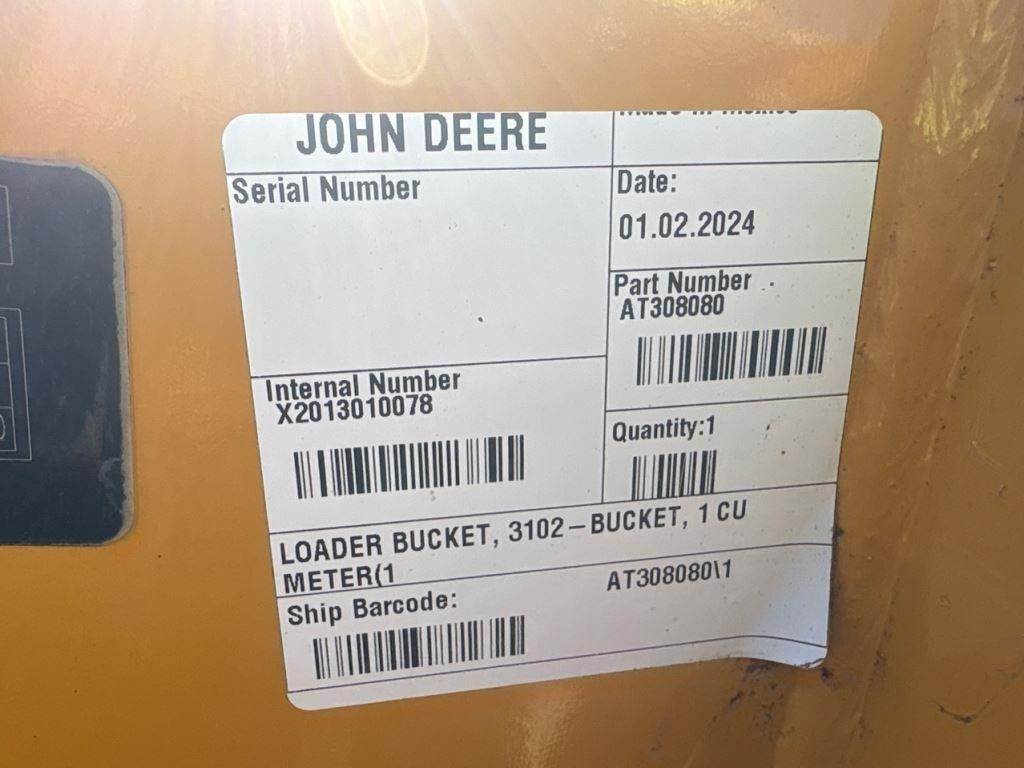 JOHN DEERE
Serial Number
Date:
01.02.2024
Part Number
AT308080
Internal Number
X2013010078
Quantity:1
LOADER BUCKET, 3102 – BUCKET, 1 CU
METER(1
Ship Barcode:
AT308080\1